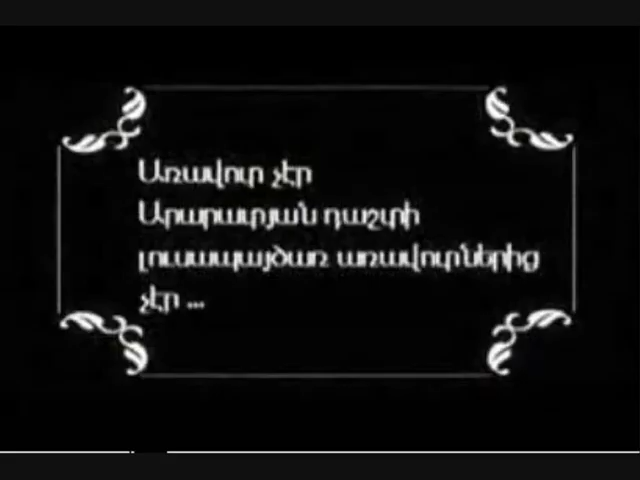 Առավոտ չէր
Արարատյան դաշտի
լուսապայծառ առավոտներից
չէր ...